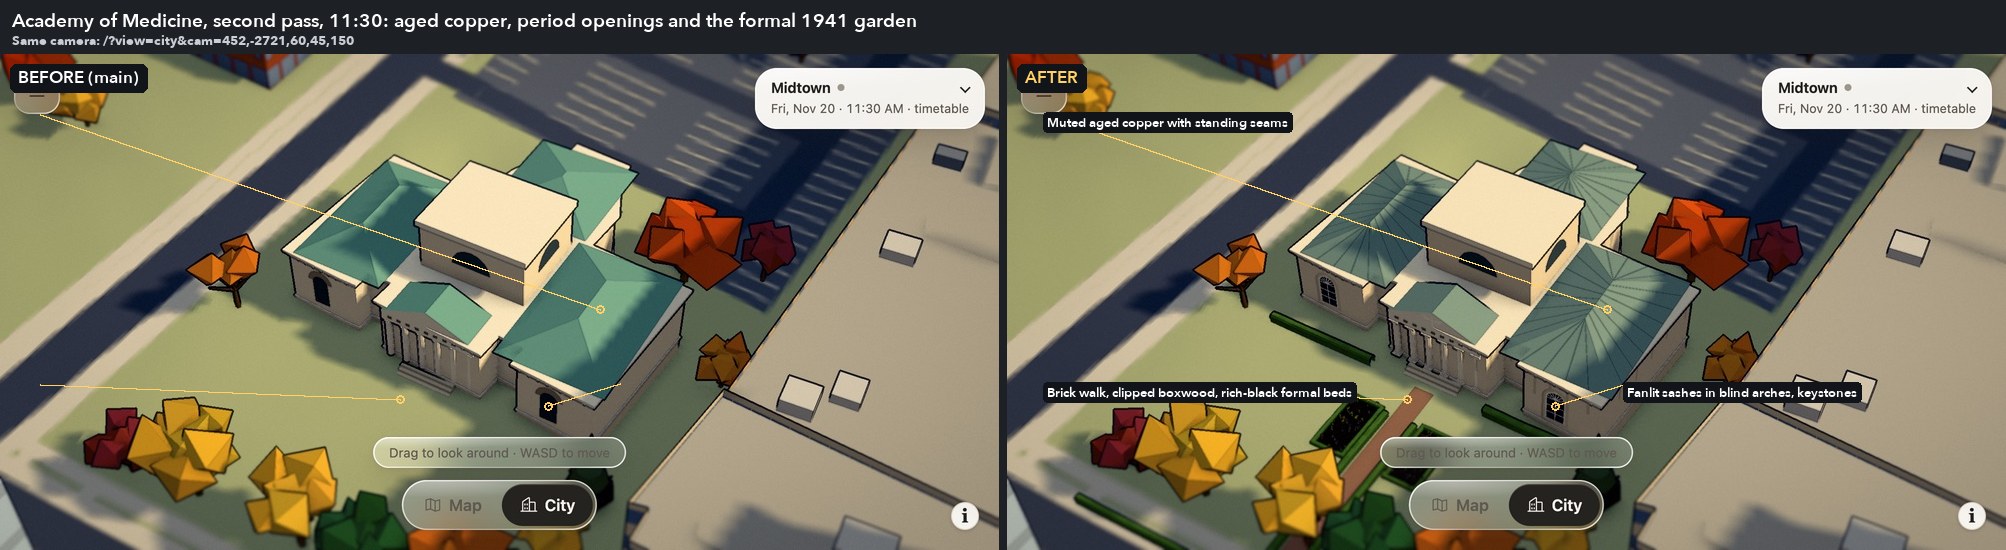 Academy of Medicine, second pass, 11:30: aged copper, period openings and the formal 1941 garden
Same camera: /?view=city&cam=452,-2721,60,45,150
BEFORE (main)
Midtown
Fri, Nov 20 · 11:30 AM · timetable
Drag to look around · WASD to move
Map
City
i
AFTER
Muted aged copper with standing seams
Midtown
Fri, Nov 20 · 11:30 AM · timetable
Brick walk, clipped boxwood, rich-black formal beds
Fanlit sashes in blind arches, keystones
Drag to look around · WASD to move
Map
City
i